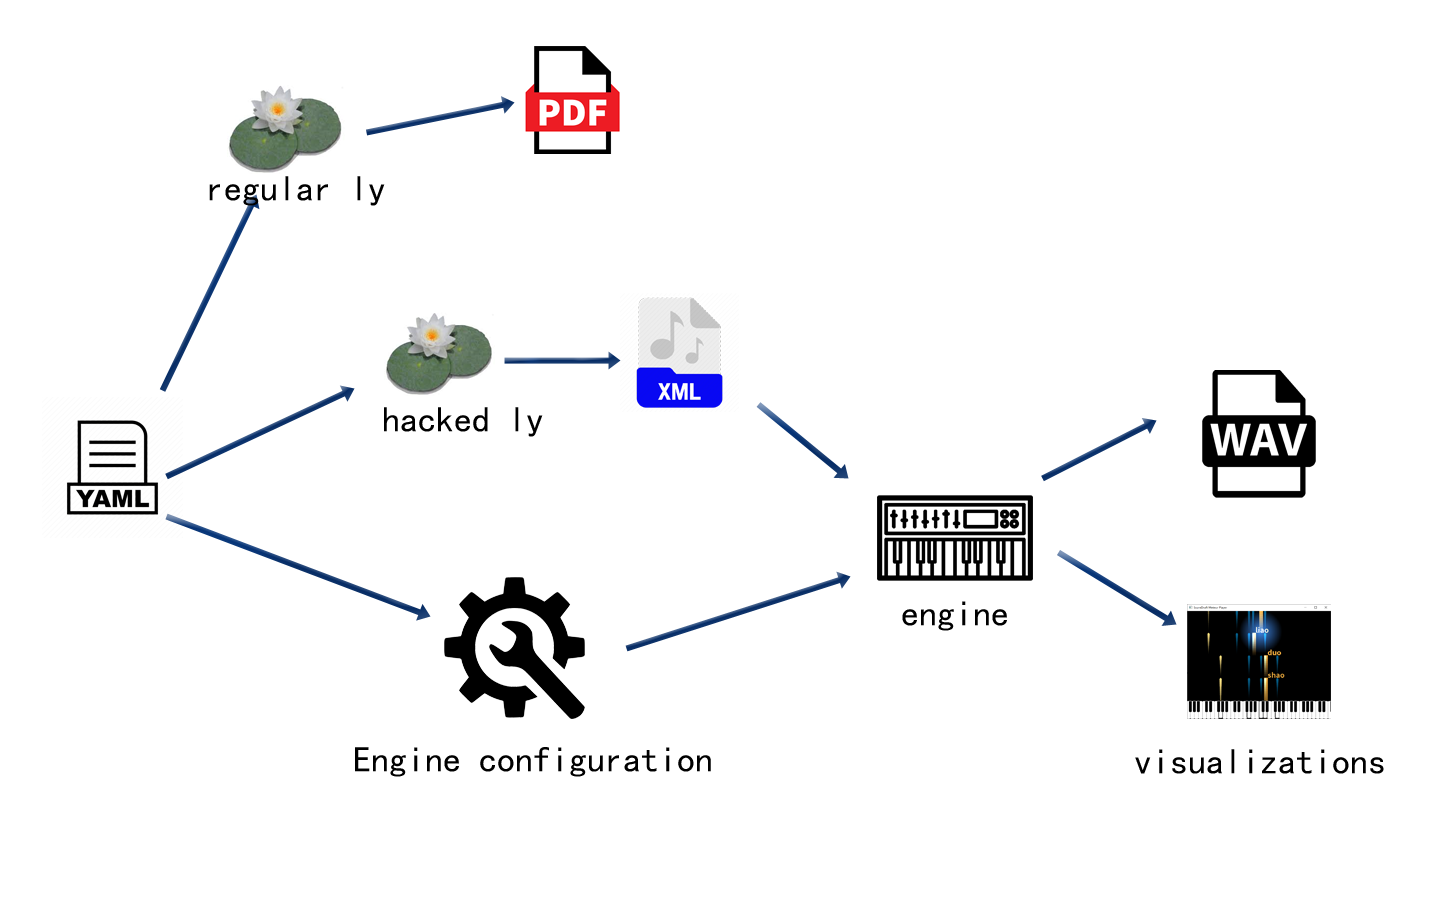 PDF
regular ly
hacked ly
XML
YAML
WAV
engine
liao
duo
shao
Engine configuration
visualizations